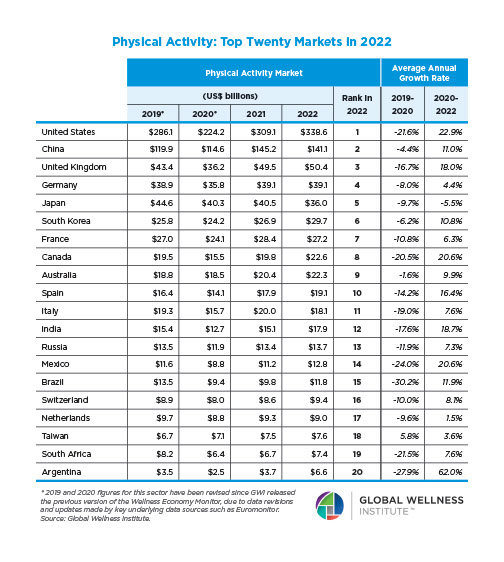 Physical Activity: Top Twenty Markets in 2022
Physical Activity Market
Average Annual
Growth Rate
(US$ billions)
Rank in
2022
2019-
2020
2020-
2022
2019* 2020* 2021 2022
United States $286.1 $224.2 $309.1 $338.6 1 -21.6% 22.9%
China $119.9 $114.6 $145.2 $141.1 2 -4.4% 11.0%
United Kingdom $43.4 $36.2 $49.5 $50.4 3 -16.7% 18.0%
Germany $38.9 $35.8 $39.1 $39.1 4 -8.0% 4.4%
Japan $44.6 $40.3 $40.5 $36.0 5 -9.7% -5.5%
South Korea $25.8 $24.2 $26.9 $29.7 6 -6.2% 10.8%
France $27.0 $24.1 $28.4 $27.2 7 -10.8% 6.3%
Canada $19.5 $15.5 $19.8 $22.6 8 -20.5% 20.6%
Australia $18.8 $18.5 $20.4 $22.3 9 -1.6% 9.9%
Spain $16.4 $14.1 $17.9 $19.1 10 -14.2% 16.4%
Italy $19.3 $15.7 $20.0 $18.1 11 -19.0% 7.6%
India $15.4 $12.7 $15.1 $17.9 12 -17.6% 18.7%
Russia $13.5 $11.9 $13.4 $13.7 13 -11.9% 7.3%
Mexico $11.6 $8.8 $11.2 $12.8 14 -24.0% 20.6%
Brazil $13.5 $9.4 $9.8 $11.8 15 -30.2% 11.9%
Switzerland $8.9 $8.0 $8.6 $9.4 16 -10.0% 8.1%
Netherlands $9.7 $8.8 $9.3 $9.0 17 -9.6% 1.5%
Taiwan $6.7 $7.1 $7.5 $7.6 18 5.8% 3.6%
South Africa $8.2 $6.4 $6.7 $7.4 19 -21.5% 7.6%
Argentina $3.5 $2.5 $3.7 $6.6 20 -27.9% 62.0%
* 2019 and 2020 figures for this sector have been revised since GWI released
the previous version of the Wellness Economy Monitor, due to data revisions
and updates made by key underlying data sources such as Euromonitor.
Source: Global Wellness Institute.
GLOBAL WELLNESS
INSTITUTE™